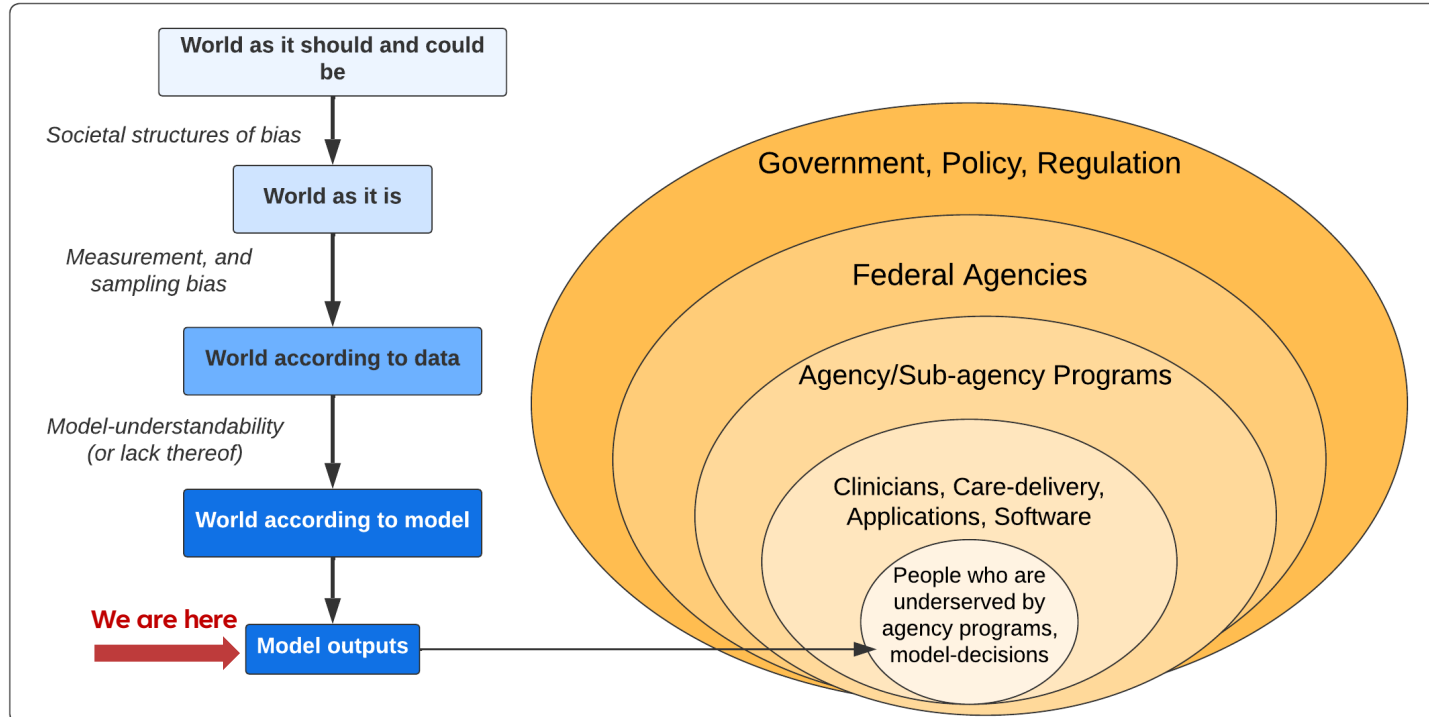 World as it should and could
be
Societal structures of bias
World as it is
Measurement, and
sampling bias
World according to data
Model-understandability
(or lack thereof)
World according to model
We are here
Model outputs
Government, Policy, Regulation
Federal Agencies
Agency/Sub-agency Programs
Clinicians, Care-delivery,
Applications, Software
People who are
underserved by
agency programs,
model-decisions